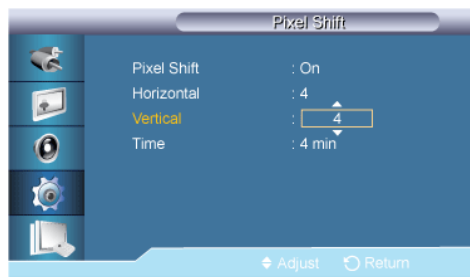 Pixel Shift
Pixel Shift : On
Horizontal : 4
Vertical : 4
Time : 4 min
Adjust Return